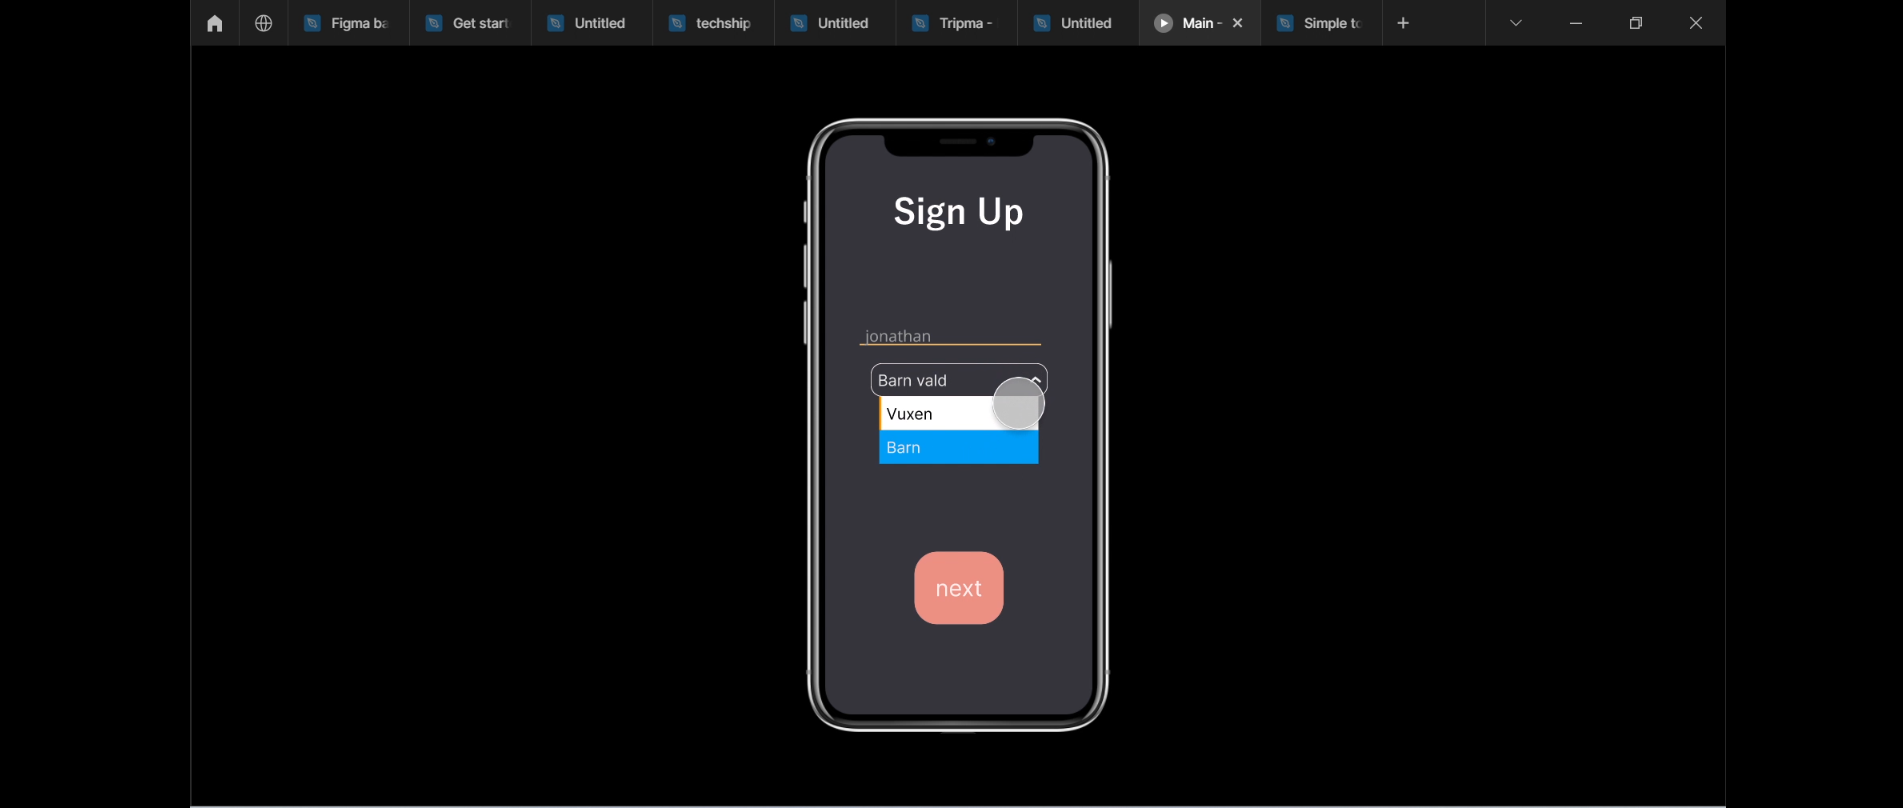 Figma ba
Get start
Untitled
techship
Untitled
Tripma -
Untitled
Main -
Simple to
Sign Up
jonathan
Barn vald
Vuxen
Barn
next